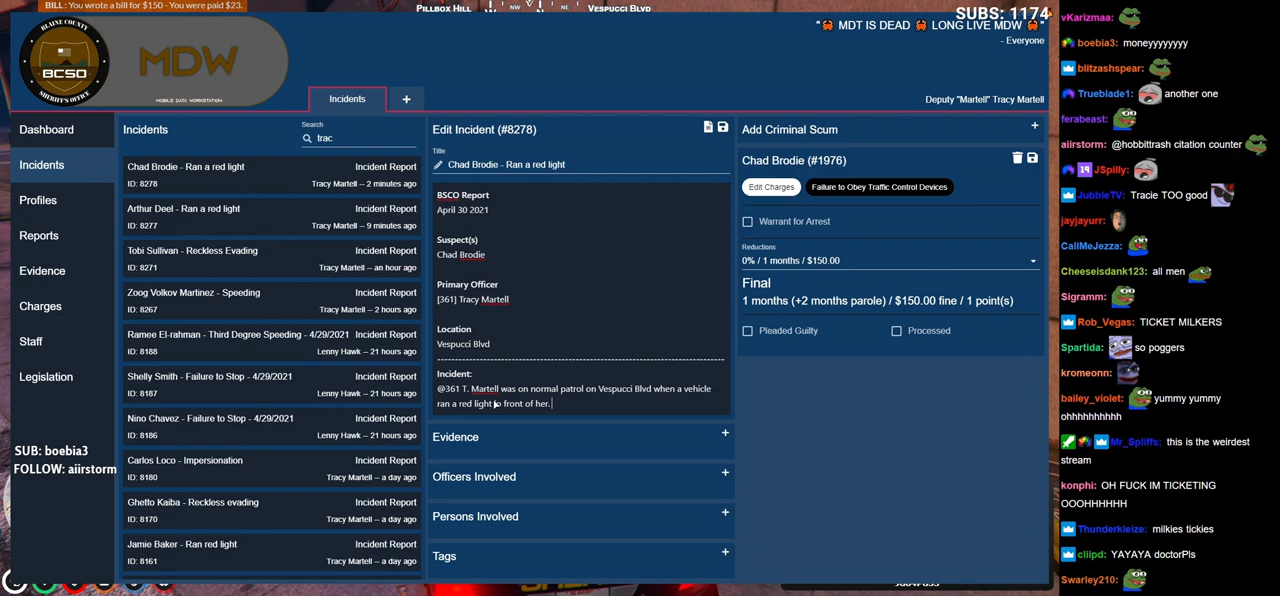 BILL: You wrote a bill for $150 - You were paid $23.
PILLBOX HILL
NW
N
NE
VESPUCCI BLVD
SUBS: 1174
BLAINE COUNTY
BCSO
SHERIFF'S OFFICE
MDW
MOBILE DATA WORKSTATION
" 🦀 MDT IS DEAD 🦀 LONG LIVE MDW 🦀 "
- Everyone
Incidents
+
Deputy "Martell" Tracy Martell
Dashboard
Incidents
Profiles
Reports
Evidence
Charges
Staff
Legislation
SUB: boebia3
FOLLOW: aiirstorm
Incidents
Search
trac
Chad Brodie - Ran a red light Incident Report
ID: 8278 Tracy Martell -- 2 minutes ago
Arthur Deel - Ran a red light Incident Report
ID: 8277 Tracy Martell -- 9 minutes ago
Tobi Sullivan - Reckless Evading Incident Report
ID: 8271 Tracy Martell -- an hour ago
Zoog Volkov Martinez - Speeding Incident Report
ID: 8267 Tracy Martell -- 2 hours ago
Ramee El-rahman - Third Degree Speeding - 4/29/2021 Incident Report
ID: 8188 Lenny Hawk -- 21 hours ago
Shelly Smith - Failure to Stop - 4/29/2021 Incident Report
ID: 8187 Lenny Hawk -- 21 hours ago
Nino Chavez - Failure to Stop - 4/29/2021 Incident Report
ID: 8186 Lenny Hawk -- 21 hours ago
Carlos Loco - Impersonation Incident Report
ID: 8180 Tracy Martell -- a day ago
Ghetto Kaiba - Reckless evading Incident Report
ID: 8170 Tracy Martell -- a day ago
Jamie Baker - Ran red light Incident Report
ID: 8161 Tracy Martell -- a day ago
Edit Incident (#8278)
Title
Chad Brodie - Ran a red light
BSCO Report
April 30 2021
Suspect(s)
Chad Brodie
Primary Officer
[361] Tracy Martell
Location
Vespucci Blvd
Incident:
@361 T. Martell was on normal patrol on Vespucci Blvd when a vehicle
ran a red light in front of her.
Evidence +
Officers Involved +
Persons Involved +
Tags +
Add Criminal Scum +
Chad Brodie (#1976)
Edit Charges Failure to Obey Traffic Control Devices
Warrant for Arrest
Reductions
0% / 1 months / $150.00
Final
1 months (+2 months parole) / $150.00 fine / 1 point(s)
Pleaded Guilty Processed
vKarizmaa:
boebia3: moneyyyyyyy
blitzashspear:
Trueblade1: another one
ferabeast:
aiirstorm: @hobbittrash citation counter
19 JSpilly:
JubbleTV: Tracie TOO good
jayjayurr:
CallMeJezza:
Cheeseisdank123: all men
Sigramm:
Rob_Vegas: TICKET MILKERS
Spartida: so poggers
kromeonn:
bailey_violet: yummy yummy
ohhhhhhhhhh
Mr_Spliffs: this is the weirdest
stream
konphi: OH FUCK IM TICKETING
OOOHHHHHH
Thunderkleize: milkies tickies
cliipd: YAYAYA doctorPls
Swarley210: